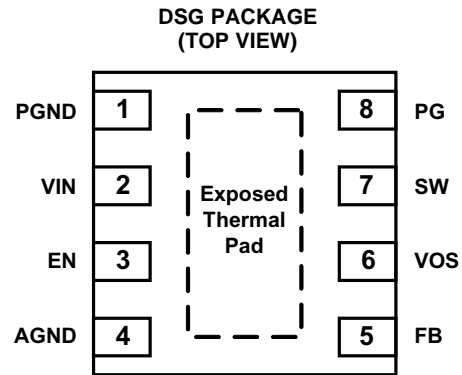 DSG PACKAGE
(TOP VIEW)
PGND 1 8 PG
VIN 2 7 SW
Exposed
Thermal
Pad
EN 3 6 VOS
AGND 4 5 FB